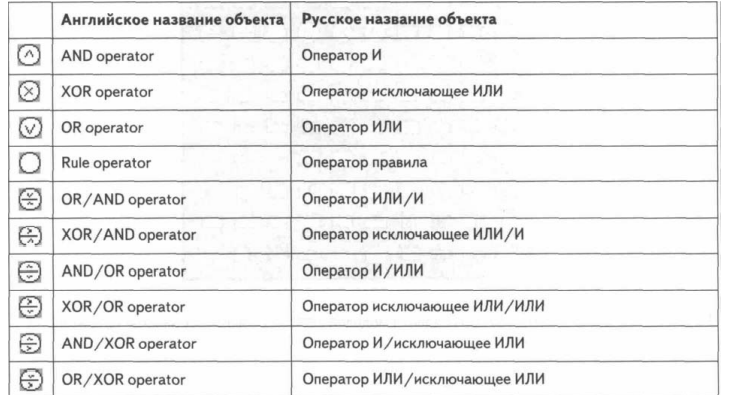 Английское название объекта Русское название объекта
AND operator Оператор И
XOR operator Оператор исключающее ИЛИ
OR operator Оператор ИЛИ
Rule operator Оператор правила
OR/AND operator Оператор ИЛИ/И
XOR/AND operator Оператор исключающее ИЛИ/И
AND/OR operator Оператор И/ИЛИ
XOR/OR operator Оператор исключающее ИЛИ/ИЛИ
AND/XOR operator Оператор И/исключающее ИЛИ
OR/XOR operator Оператор ИЛИ/исключающее ИЛИ